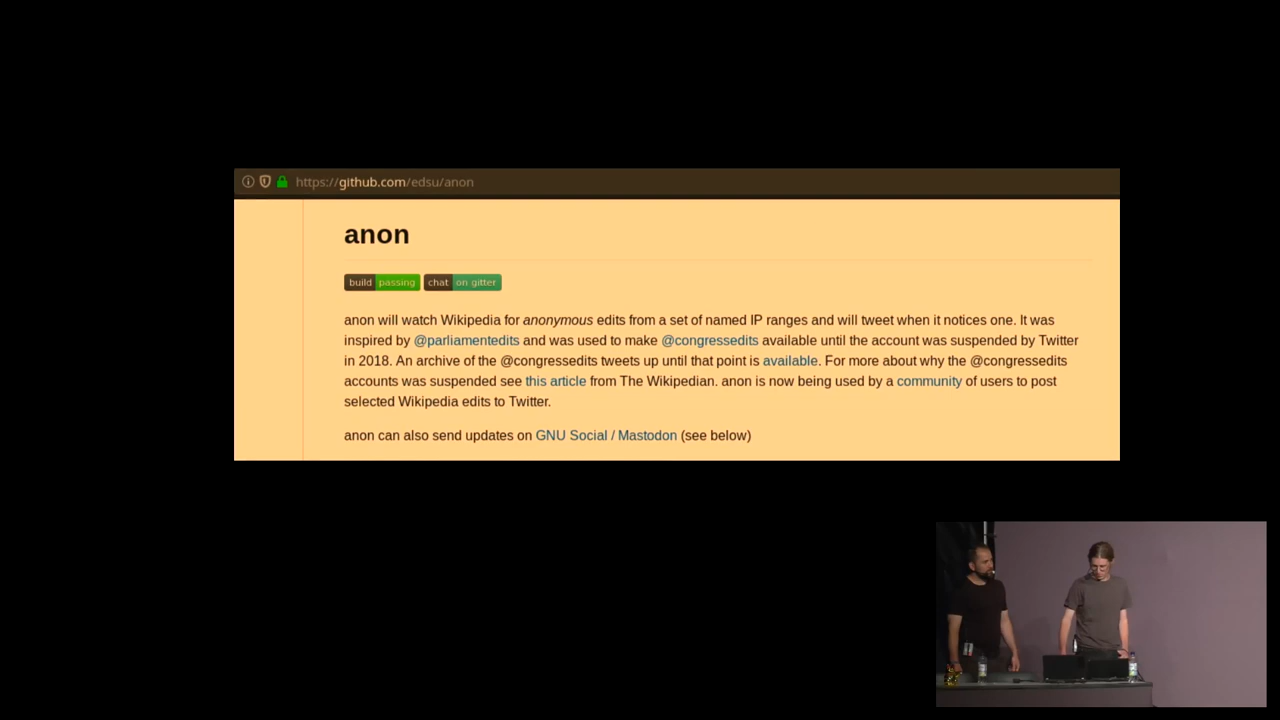 https://github.com/edsu/anon
anon
build passing chat on gitter
anon will watch Wikipedia for anonymous edits from a set of named IP ranges and will tweet when it notices one. It was
inspired by @parliamentedits and was used to make @congressedits available until the account was suspended by Twitter
in 2018. An archive of the @congressedits tweets up until that point is available. For more about why the @congressedits
accounts was suspended see this article from The Wikipedian. anon is now being used by a community of users to post
selected Wikipedia edits to Twitter.
anon can also send updates on GNU Social / Mastodon (see below)